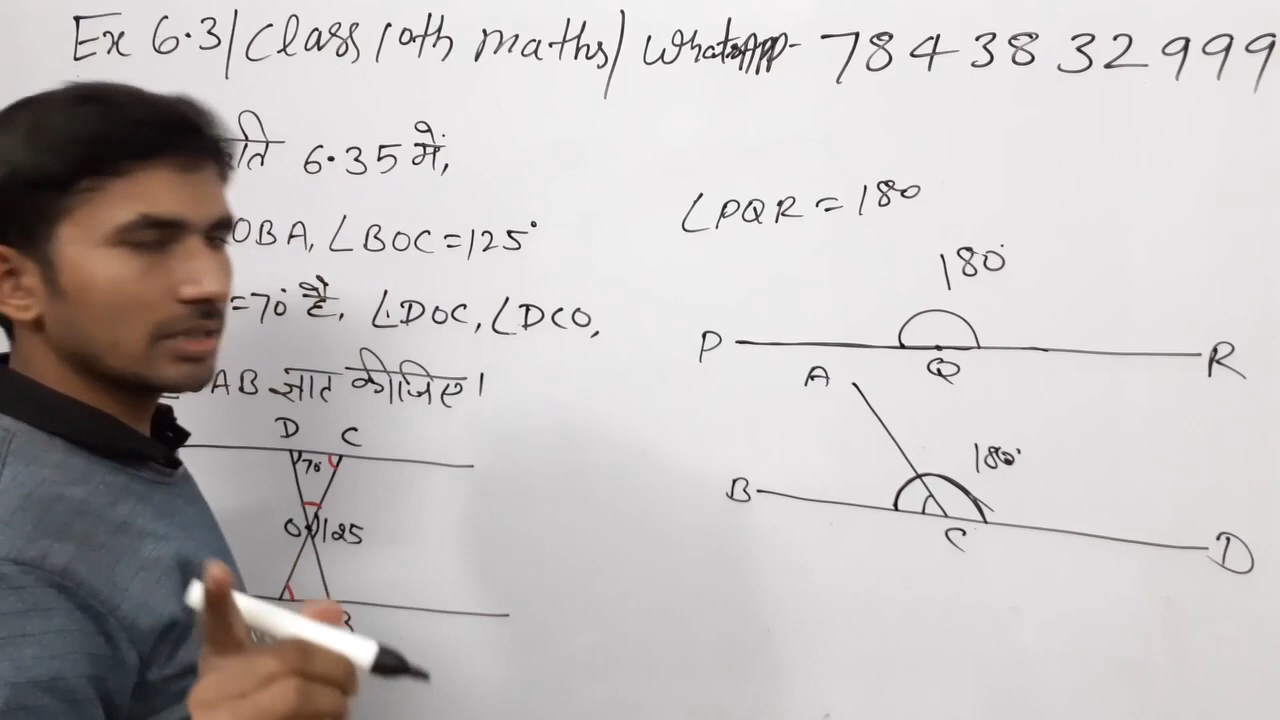 Ex 6.3/Class 10th maths/ WhatsApp- 7843832999
ति 6.35 में,
OBA, ∠BOC=125°
=70° है, ∠DOC, ∠DCO,
AB ज्ञात कीजिए।
D C
70°
O 125
B
∠PQR=180
180°
P Q R
A
180°
B C D